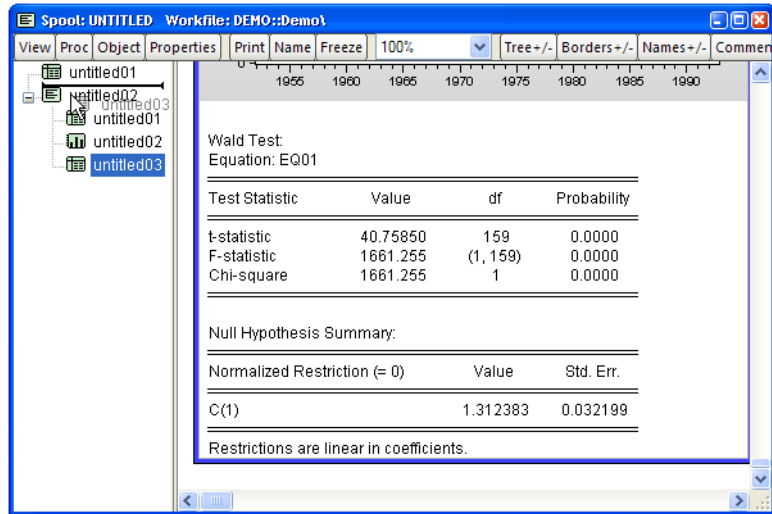 Spool: UNTITLED Workfile: DEMO::Demo\
View Proc Object Properties Print Name Freeze 100% Tree+/- Borders+/- Names+/- Commen
untitled01
untitled02
untitled03
untitled01
untitled02
untitled03
0
1955 1960 1965 1970 1975 1980 1985 1990
Wald Test:
Equation: EQ01
Test Statistic Value df Probability
t-statistic 40.75850 159 0.0000
F-statistic 1661.255 (1, 159) 0.0000
Chi-square 1661.255 1 0.0000
Null Hypothesis Summary:
Normalized Restriction (= 0) Value Std. Err.
C(1) 1.312383 0.032199
Restrictions are linear in coefficients.